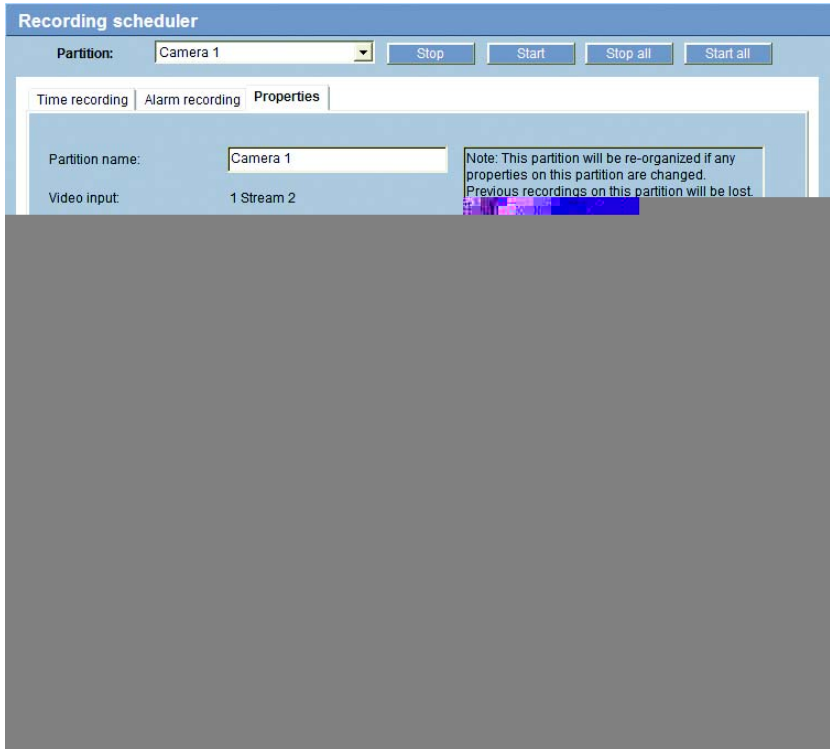 Recording scheduler
Partition: Camera 1 Stop Start Stop all Start all
Time recording Alarm recording Properties
Partition name: Camera 1
Note: This partition will be re-organized if any
properties on this partition are changed.
Previous recordings on this partition will be lost.
Video input: 1 Stream 2